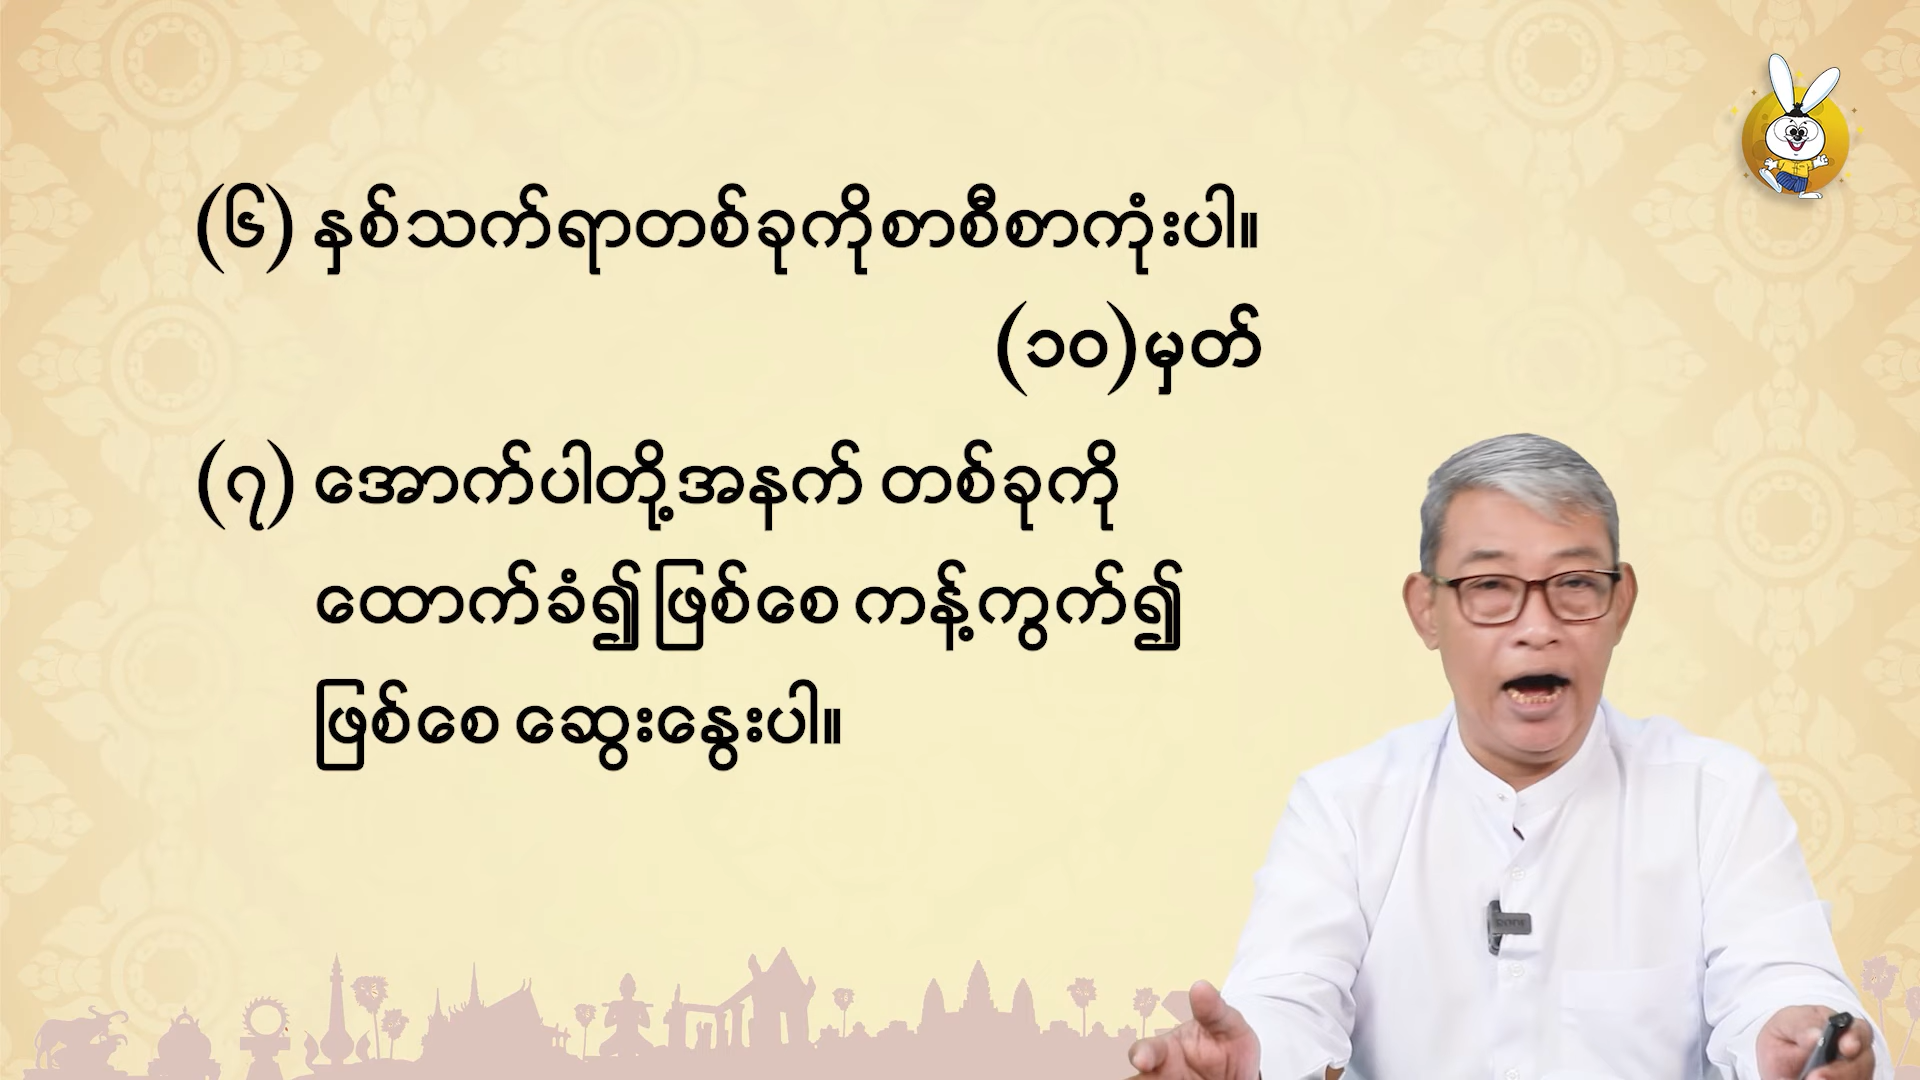 (၆) နှစ်သက်ရာတစ်ခုကိုစာစီစာကုံးပါ။
(၁၀)မှတ်
(၇) အောက်ပါတို့အနက် တစ်ခုကို
ထောက်ခံ၍ ဖြစ်စေ ကန့်ကွက်၍
ဖြစ်စေ ဆွေးနွေးပါ။